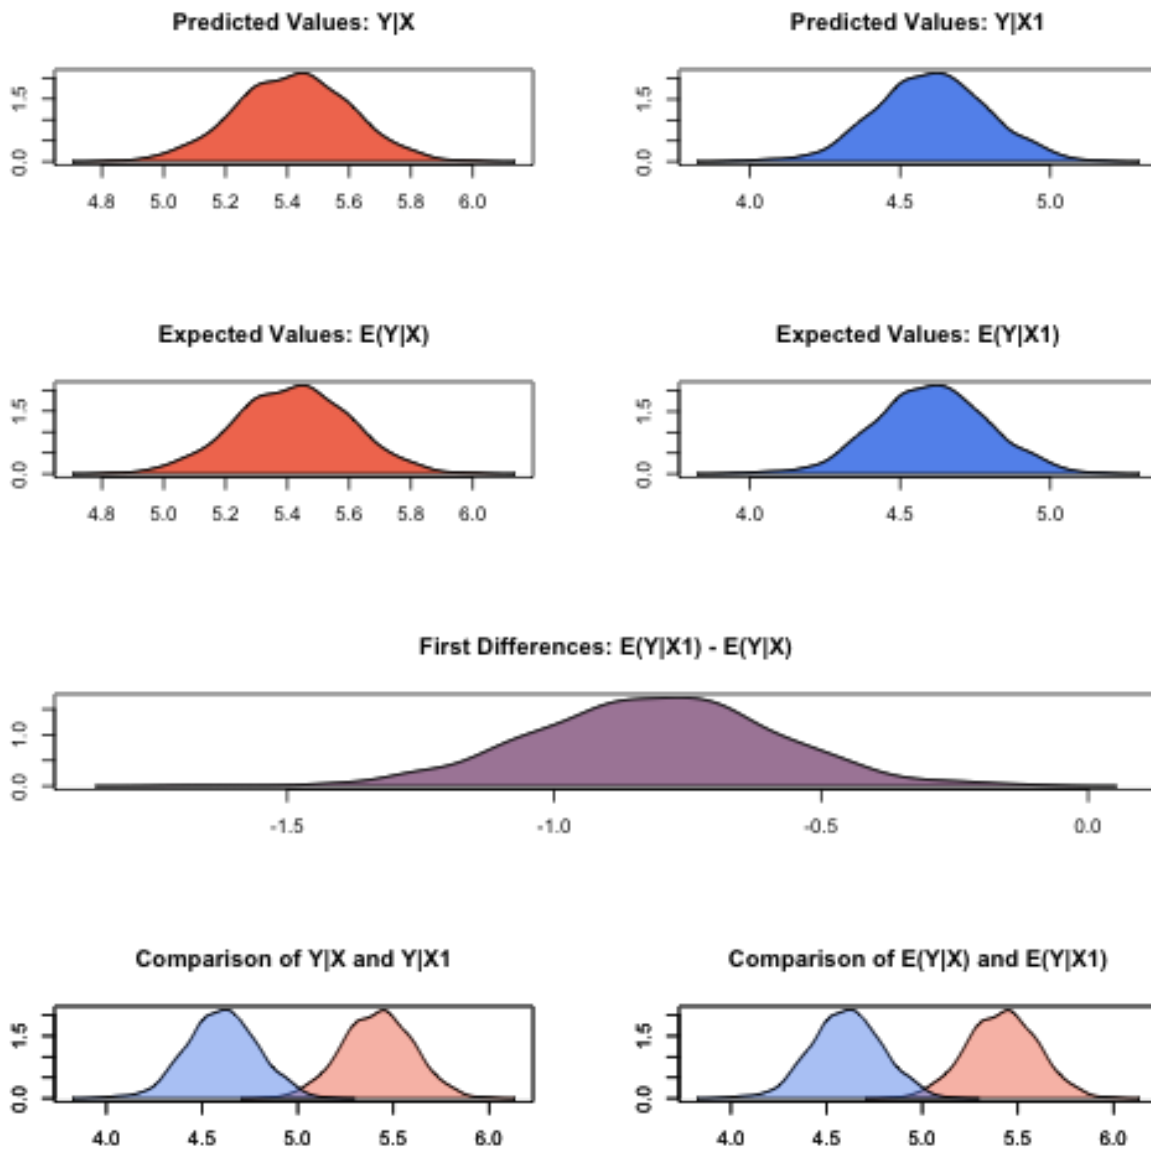 Predicted Values: Y|X
1.5
0.0
4.8 5.0 5.2 5.4 5.6 5.8 6.0
Predicted Values: Y|X1
1.5
0.0
4.0 4.5 5.0
Expected Values: E(Y|X)
1.5
0.0
4.8 5.0 5.2 5.4 5.6 5.8 6.0
Expected Values: E(Y|X1)
1.5
0.0
4.0 4.5 5.0
First Differences: E(Y|X1) - E(Y|X)
1.0
0.0
-1.5 -1.0 -0.5 0.0
Comparison of Y|X and Y|X1
1.5
0.0
4.0 4.5 5.0 5.5 6.0
Comparison of E(Y|X) and E(Y|X1)
1.5
0.0
4.0 4.5 5.0 5.5 6.0